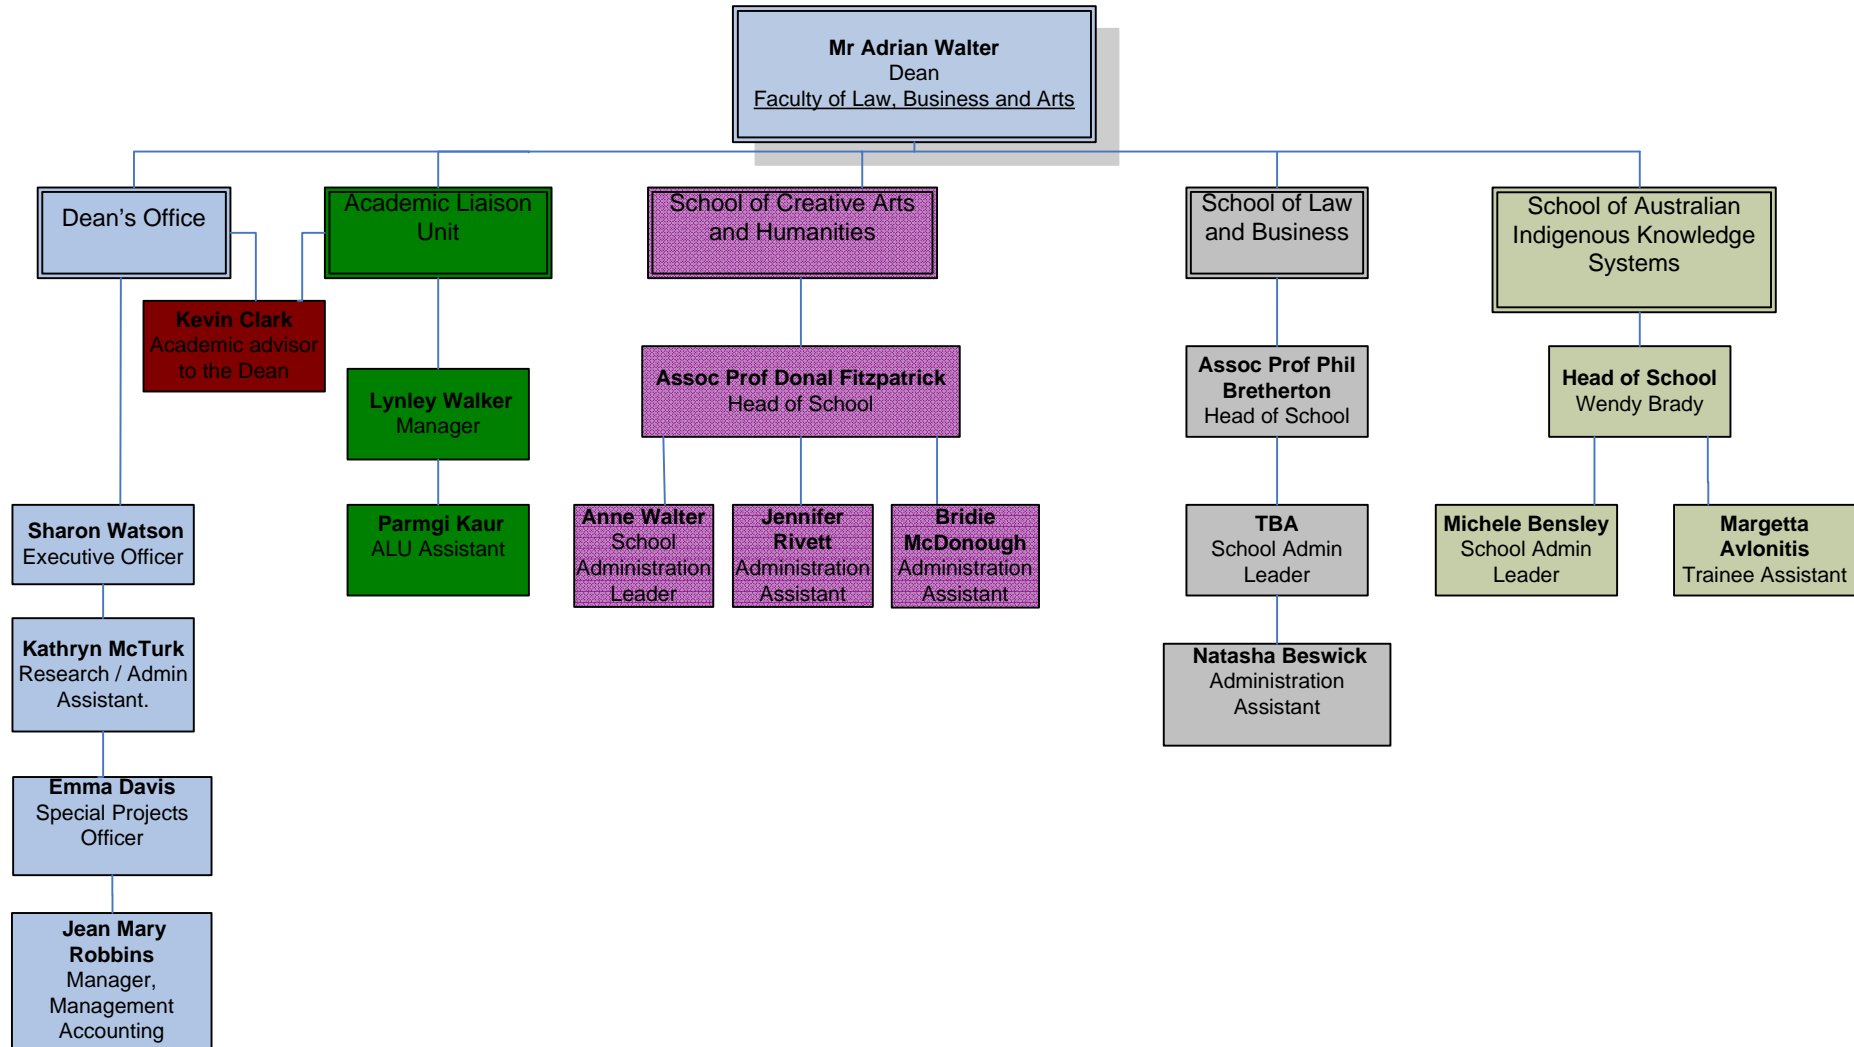 Mr Adrian Walter
Dean
Faculty of Law, Business and Arts
Dean’s Office
Academic Liaison
Unit
School of Creative Arts
and Humanities
School of Law
and Business
School of Australian
Indigenous Knowledge
Systems
Kevin Clark
Academic advisor
to the Dean
Lynley Walker
Manager
Assoc Prof Donal Fitzpatrick
Head of School
Assoc Prof Phil
Bretherton
Head of School
Head of School
Wendy Brady
Sharon Watson
Executive Officer
Parmgi Kaur
ALU Assistant
Anne Walter
School
Administration
Leader
Jennifer
Rivett
Administration
Assistant
Bridie
McDonough
Administration
Assistant
TBA
School Admin
Leader
Michele Bensley
School Admin
Leader
Margetta
Avlonitis
Trainee Assistant
Kathryn McTurk
Research / Admin
Assistant.
Natasha Beswick
Administration
Assistant
Emma Davis
Special Projects
Officer
Jean Mary
Robbins
Manager,
Management
Accounting